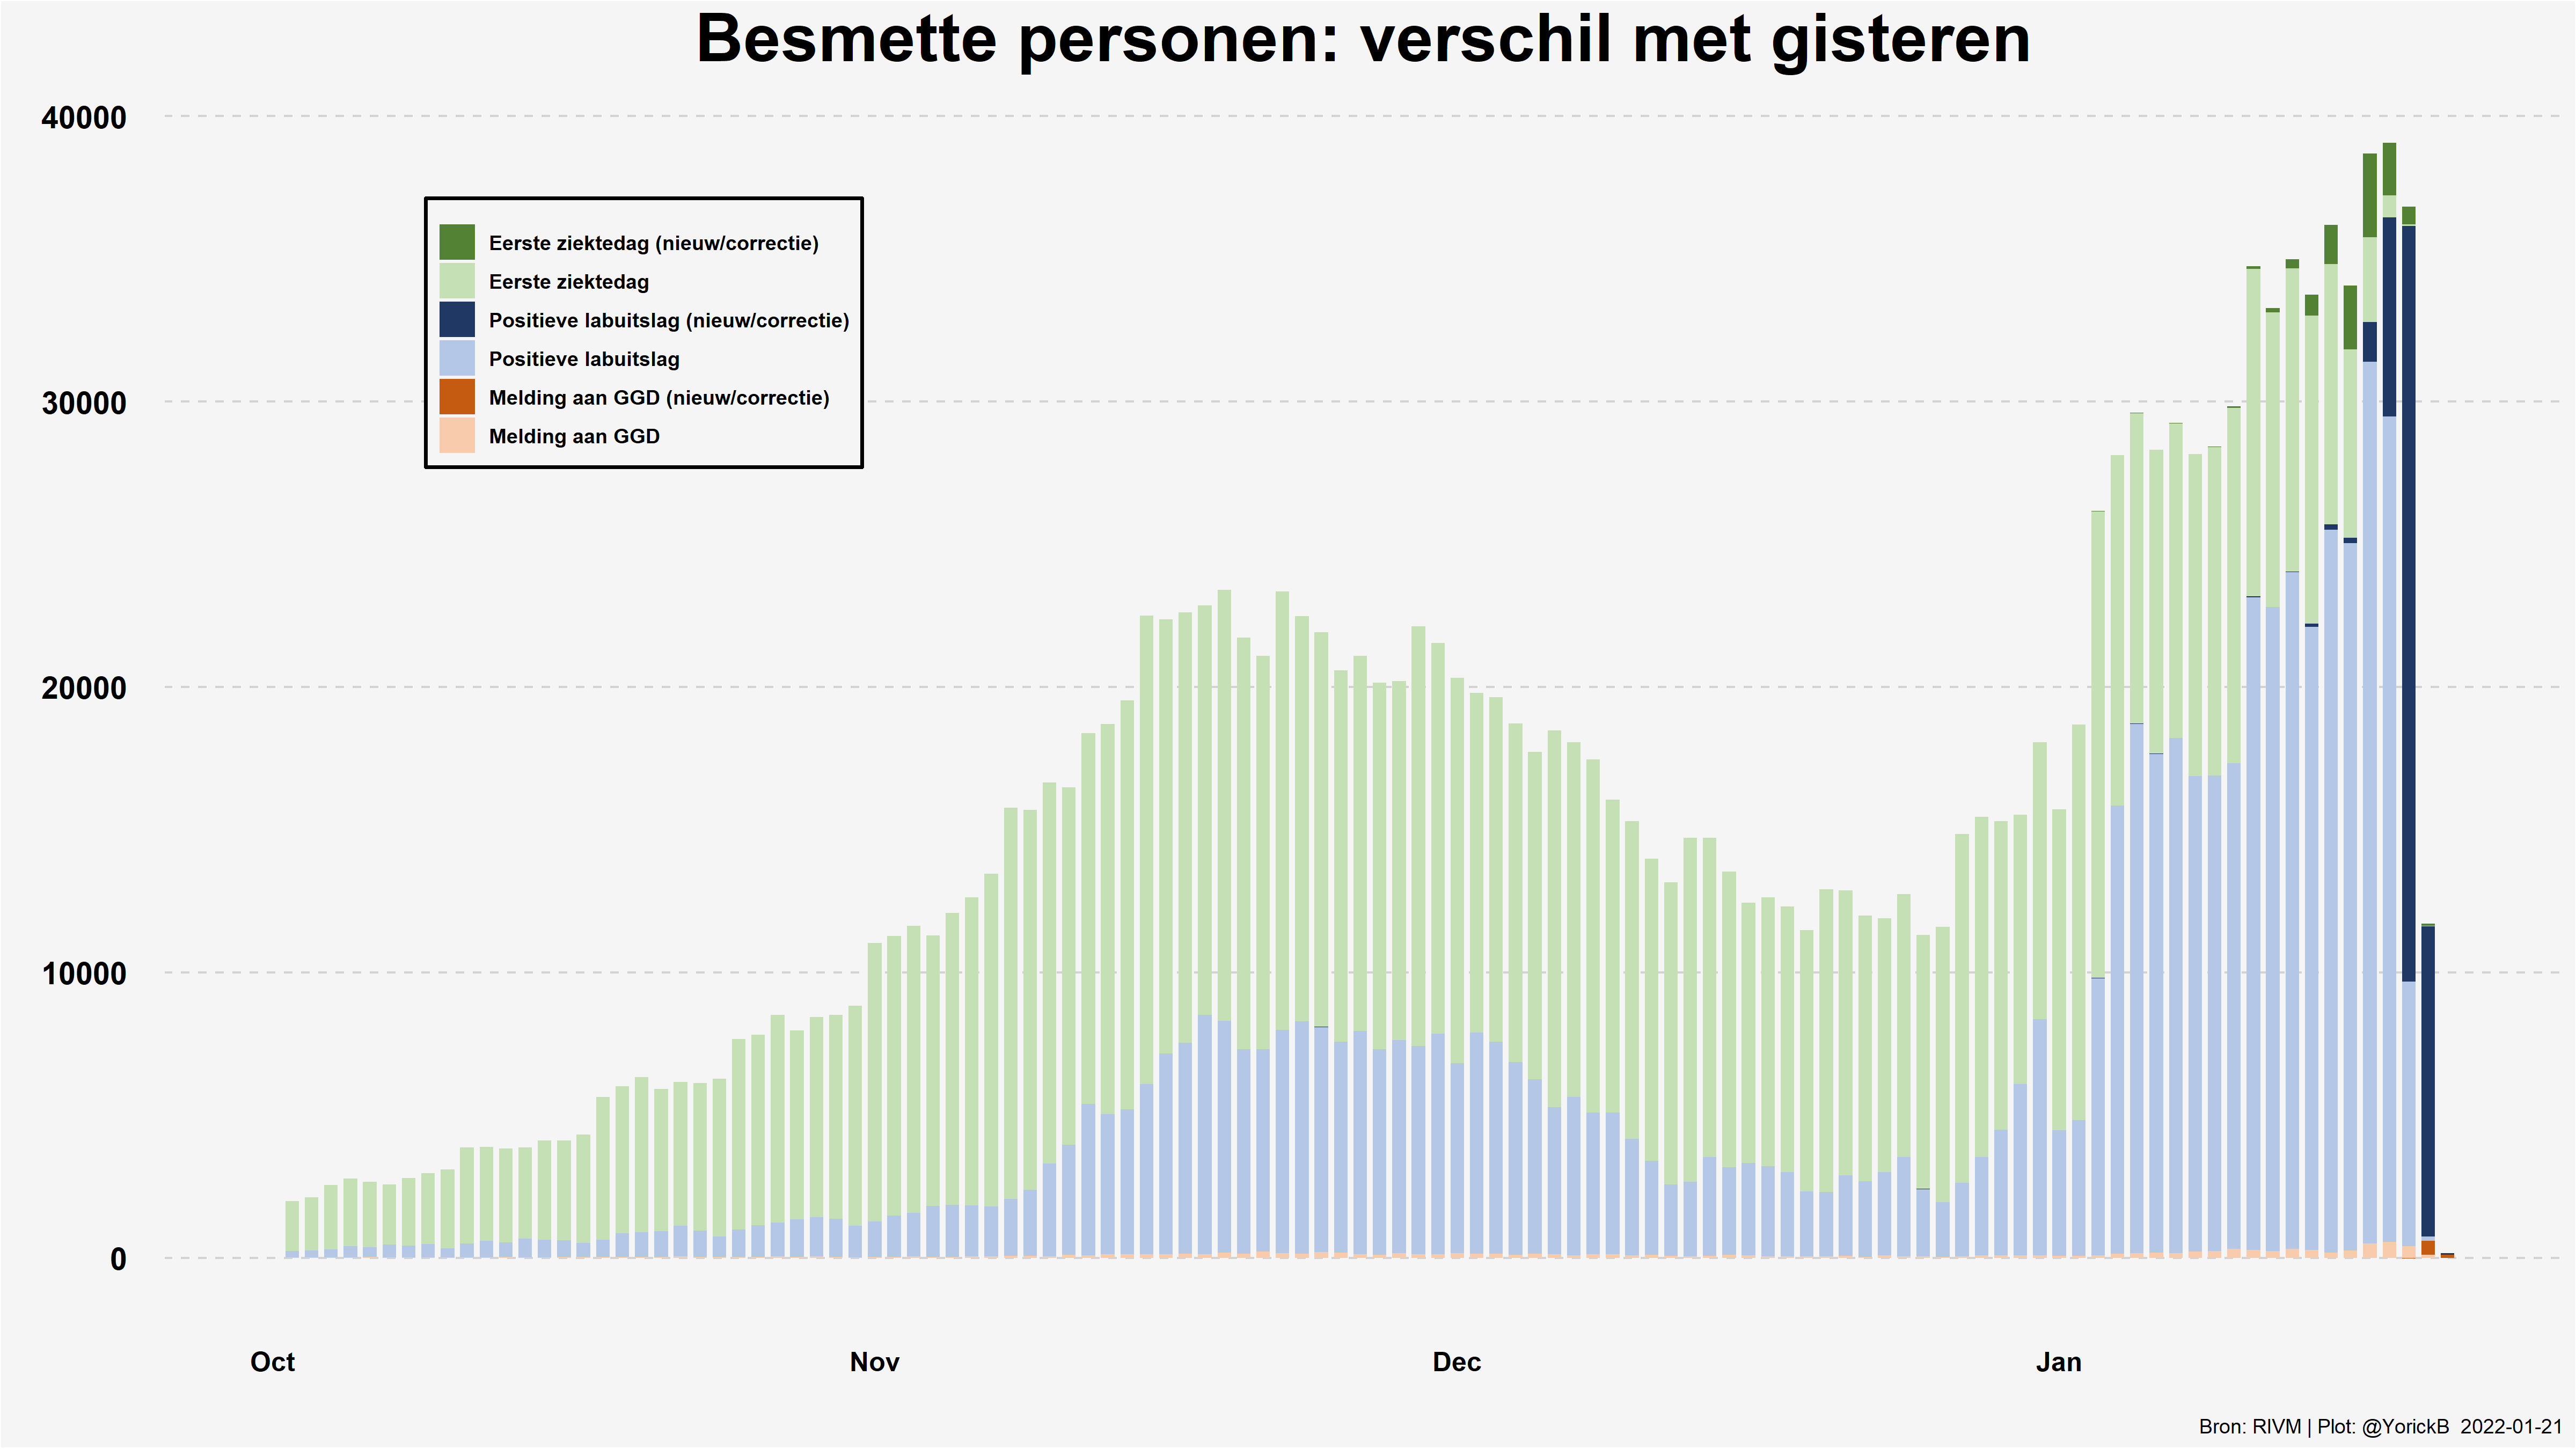 Besmette personen: verschil met gisteren
40000
30000
20000
10000
0
Eerste ziektedag (nieuw/correctie)
Eerste ziektedag
Positieve labuitslag (nieuw/correctie)
Positieve labuitslag
Melding aan GGD (nieuw/correctie)
Melding aan GGD
Oct Nov Dec Jan
Bron: RIVM | Plot: @YorickB 2022-01-21